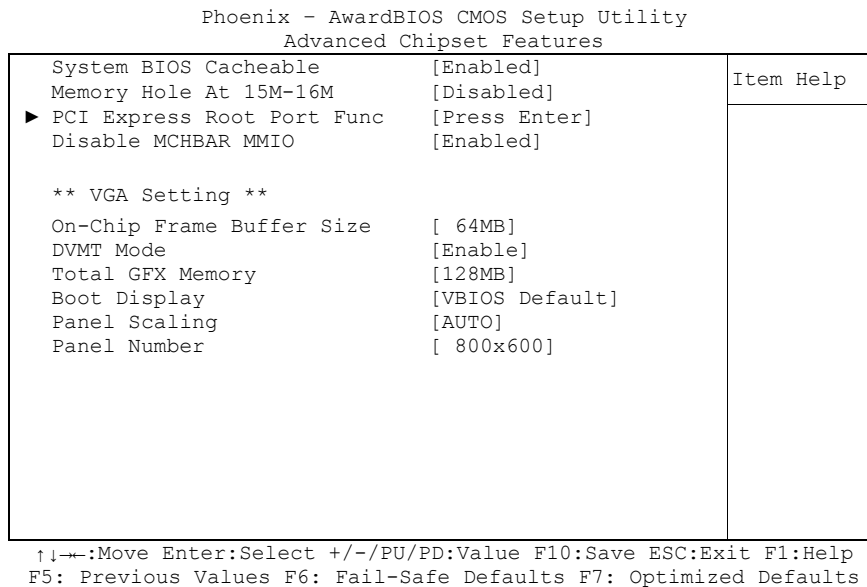 Phoenix – AwardBIOS CMOS Setup Utility
Advanced Chipset Features
System BIOS Cacheable [Enabled]
Item Help
Memory Hole At 15M-16M [Disabled]
► PCI Express Root Port Func [Press Enter]
Disable MCHBAR MMIO [Enabled]
** VGA Setting **
On-Chip Frame Buffer Size [ 64MB]
DVMT Mode [Enable]
Total GFX Memory [128MB]
Boot Display [VBIOS Default]
Panel Scaling [AUTO]
Panel Number [ 800x600]
↑↓→←:Move Enter:Select +/-/PU/PD:Value F10:Save ESC:Exit F1:Help
F5: Previous Values F6: Fail-Safe Defaults F7: Optimized Defaults